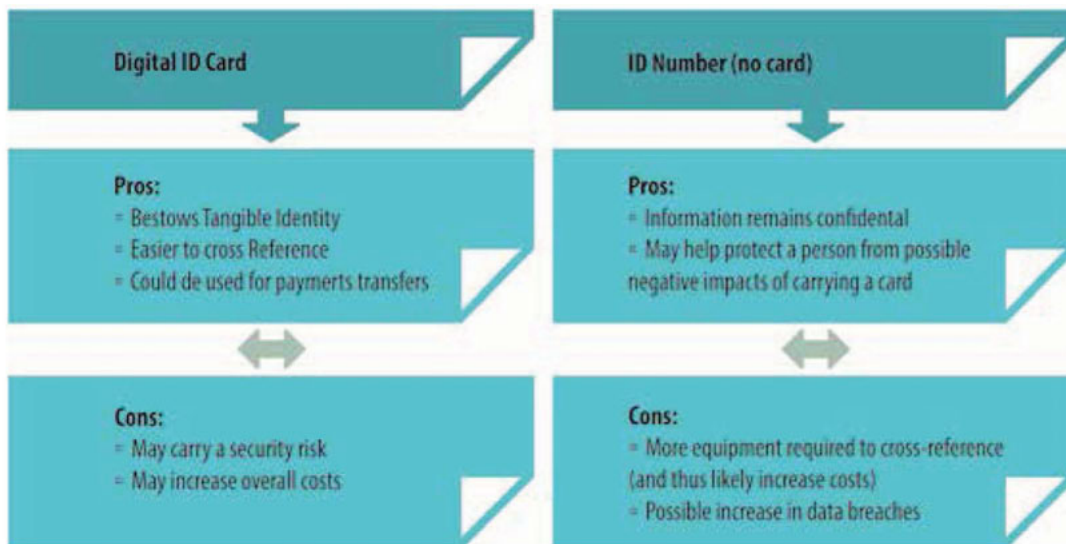 Digital ID Card
Pros:
▫ Bestows Tangible Identity
▫ Easier to cross Reference
▫ Could de used for paymerts transfers
Cons:
▫ May carry a security risk
▫ May increase overall costs
ID Number (no card)
Pros:
▫ Information remains confidental
▫ May help protect a person from possible
negative impacts of carrying a card
Cons:
▫ More equipment required to cross-reference
(and thus likely increase costs)
▫ Possible increase in data breaches